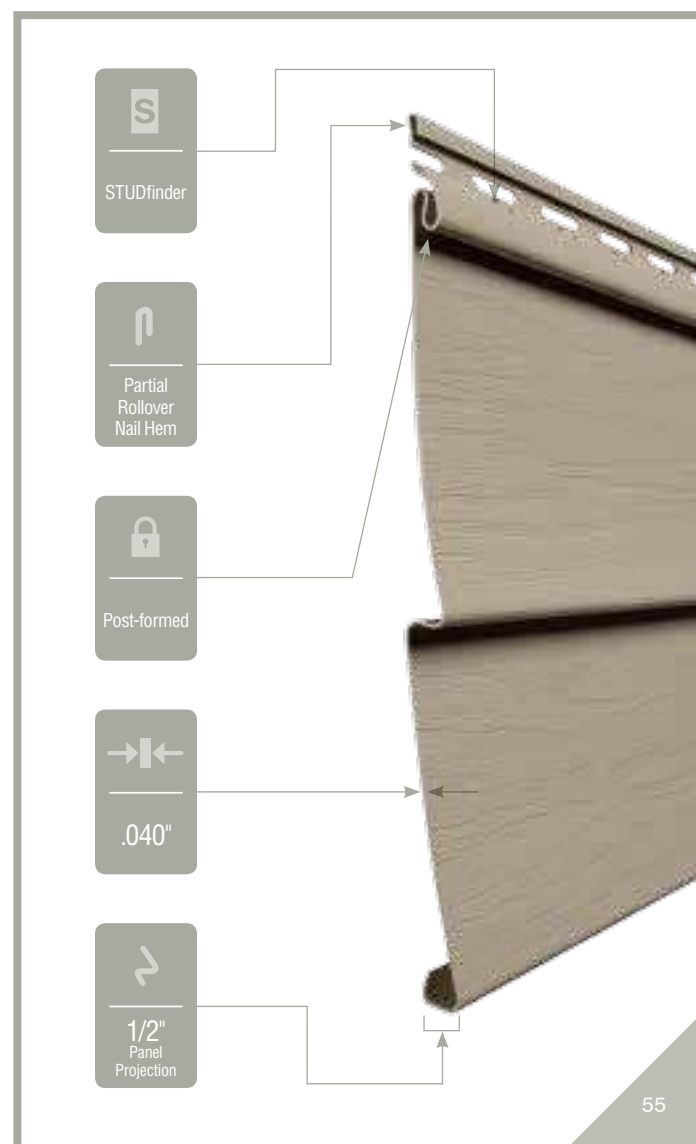 S
STUDfinder
Partial
Rollover
Nail Hem
Post-formed
.040"
1/2"
Panel
Projection
55